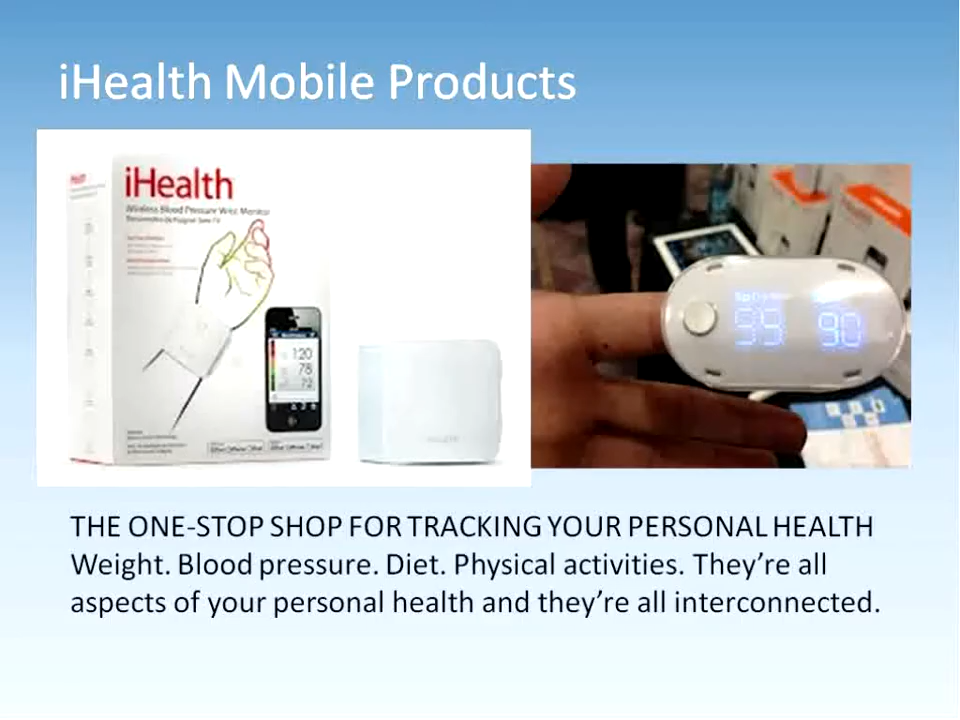 iHealth Mobile Products
iHealth
Wireless Blood Pressure Wrist Monitor
120
78
72
99 90
THE ONE-STOP SHOP FOR TRACKING YOUR PERSONAL HEALTH
Weight. Blood pressure. Diet. Physical activities. They’re all
aspects of your personal health and they’re all interconnected.